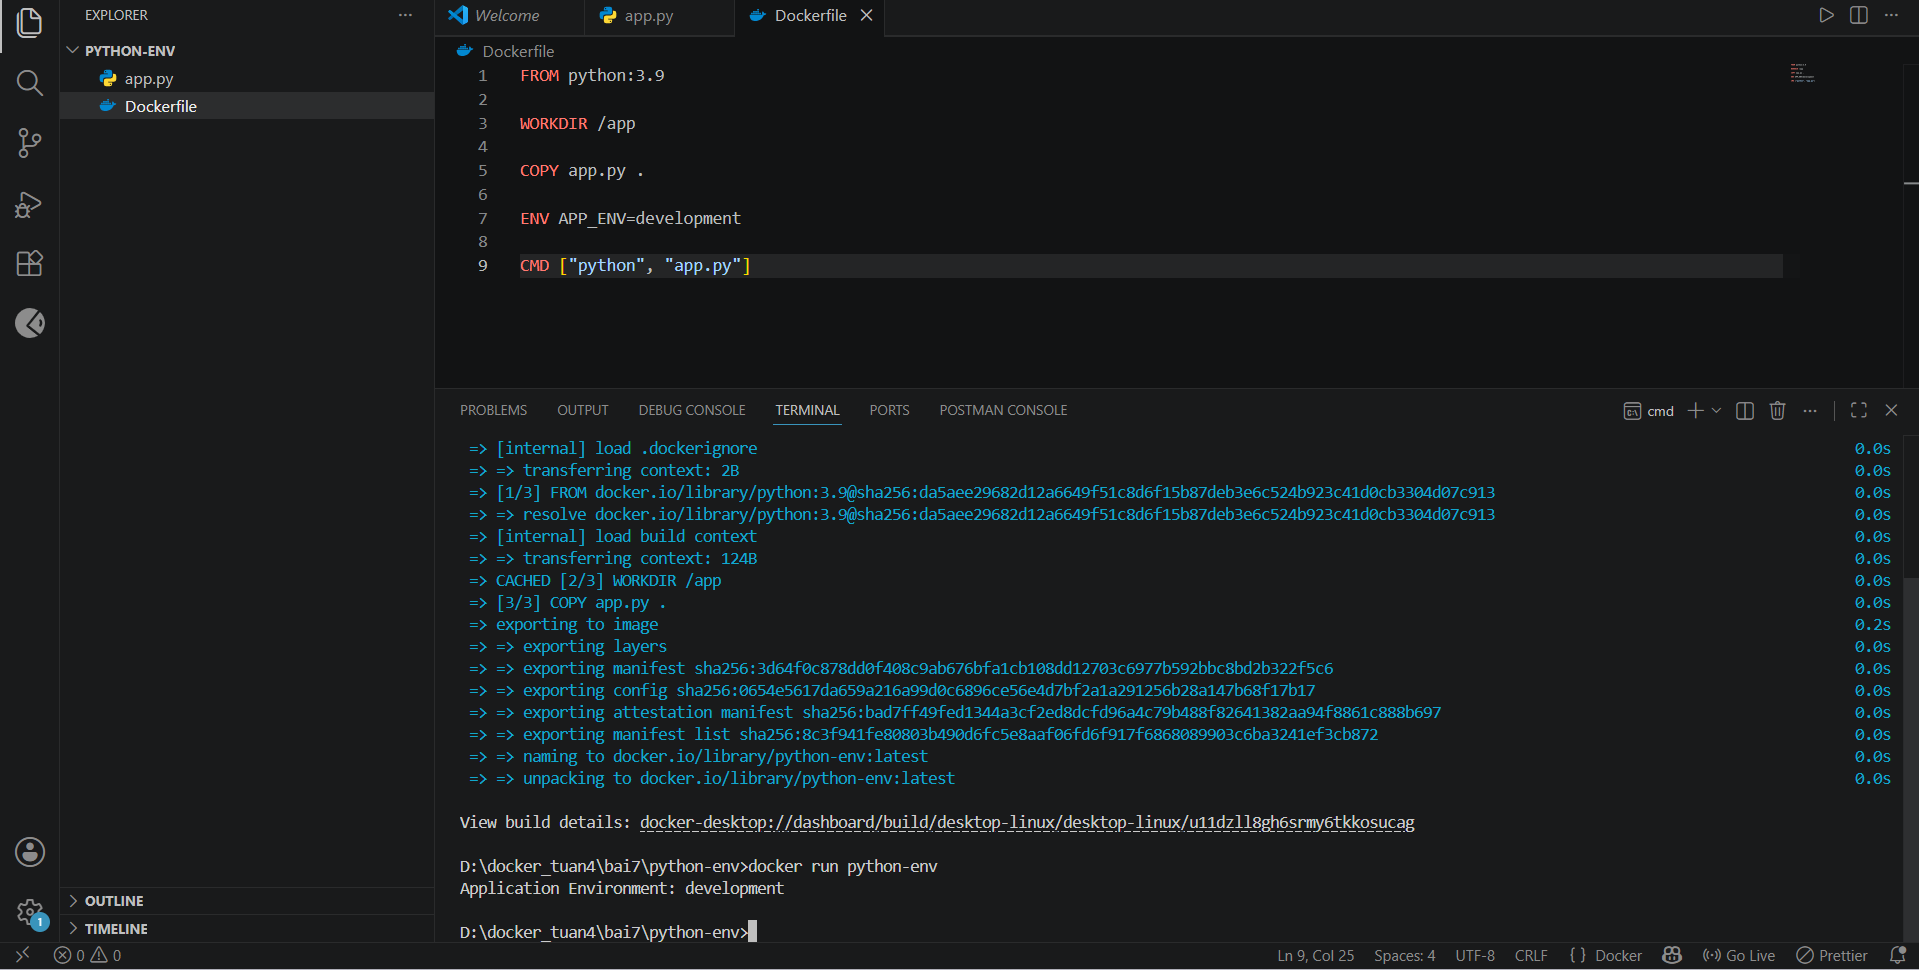 EXPLORER
PYTHON-ENV
app.py
Dockerfile
OUTLINE
TIMELINE
Welcome
app.py
Dockerfile
Dockerfile
1 FROM python:3.9
2
3 WORKDIR /app
4
5 COPY app.py .
6
7 ENV APP_ENV=development
8
9 CMD ["python", "app.py"]
PROBLEMS OUTPUT DEBUG CONSOLE TERMINAL PORTS POSTMAN CONSOLE
cmd
=> [internal] load .dockerignore 0.0s
=> => transferring context: 2B 0.0s
=> [1/3] FROM docker.io/library/python:3.9@sha256:da5aee29682d12a6649f51c8d6f15b87deb3e6c524b923c41d0cb3304d07c913 0.0s
=> => resolve docker.io/library/python:3.9@sha256:da5aee29682d12a6649f51c8d6f15b87deb3e6c524b923c41d0cb3304d07c913 0.0s
=> [internal] load build context 0.0s
=> => transferring context: 124B 0.0s
=> CACHED [2/3] WORKDIR /app 0.0s
=> [3/3] COPY app.py . 0.0s
=> exporting to image 0.2s
=> => exporting layers 0.0s
=> => exporting manifest sha256:3d64f0c878dd0f408c9ab676bfa1cb108dd12703c6977b592bbc8bd2b322f5c6 0.0s
=> => exporting config sha256:0654e5617da659a216a99d0c6896ce56e4d7bf2a1a291256b28a147b68f17b17 0.0s
=> => exporting attestation manifest sha256:bad7ff49fed1344a3cf2ed8dcfd96a4c79b488f82641382aa94f8861c888b697 0.0s
=> => exporting manifest list sha256:8c3f941fe80803b490d6fc5e8aaf06fd6f917f6868089903c6ba3241ef3cb872 0.0s
=> => naming to docker.io/library/python-env:latest 0.0s
=> => unpacking to docker.io/library/python-env:latest 0.0s
View build details: docker-desktop://dashboard/build/desktop-linux/desktop-linux/u11dzll8gh6srmy6tkkosucag
D:\docker_tuan4\bai7\python-env>docker run python-env
Application Environment: development
D:\docker_tuan4\bai7\python-env>
1
0 0
Ln 9, Col 25 Spaces: 4 UTF-8 CRLF { } Docker Go Live Prettier